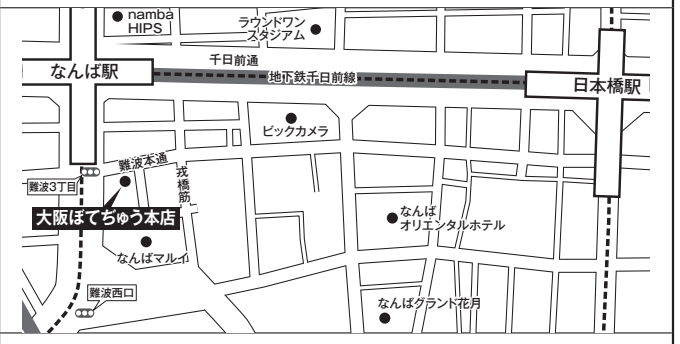 namba
HIPS
ラウンドワン
スタジアム
千日前通
なんば駅
地下鉄千日前線
日本橋駅
ビックカメラ
難波本通
戎橋筋
難波3丁目
大阪ぼてぢゅう本店
なんば
オリエンタルホテル
なんばマルイ
難波西口
なんばグランド花月